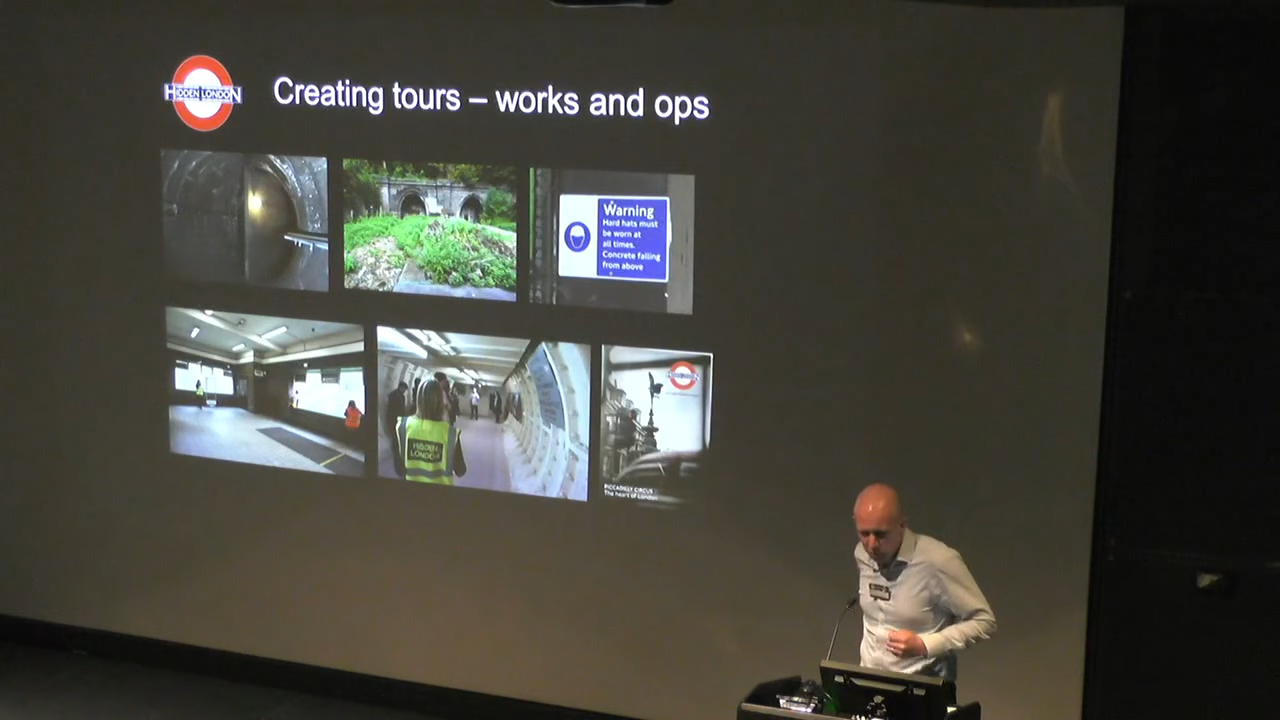 HIDDEN LONDON
Creating tours – works and ops
Warning
Hard hats must
be worn at
all times.
Concrete falling
from above
HIDDEN
LONDON
PICCADILLY CIRCUS
The heart of London